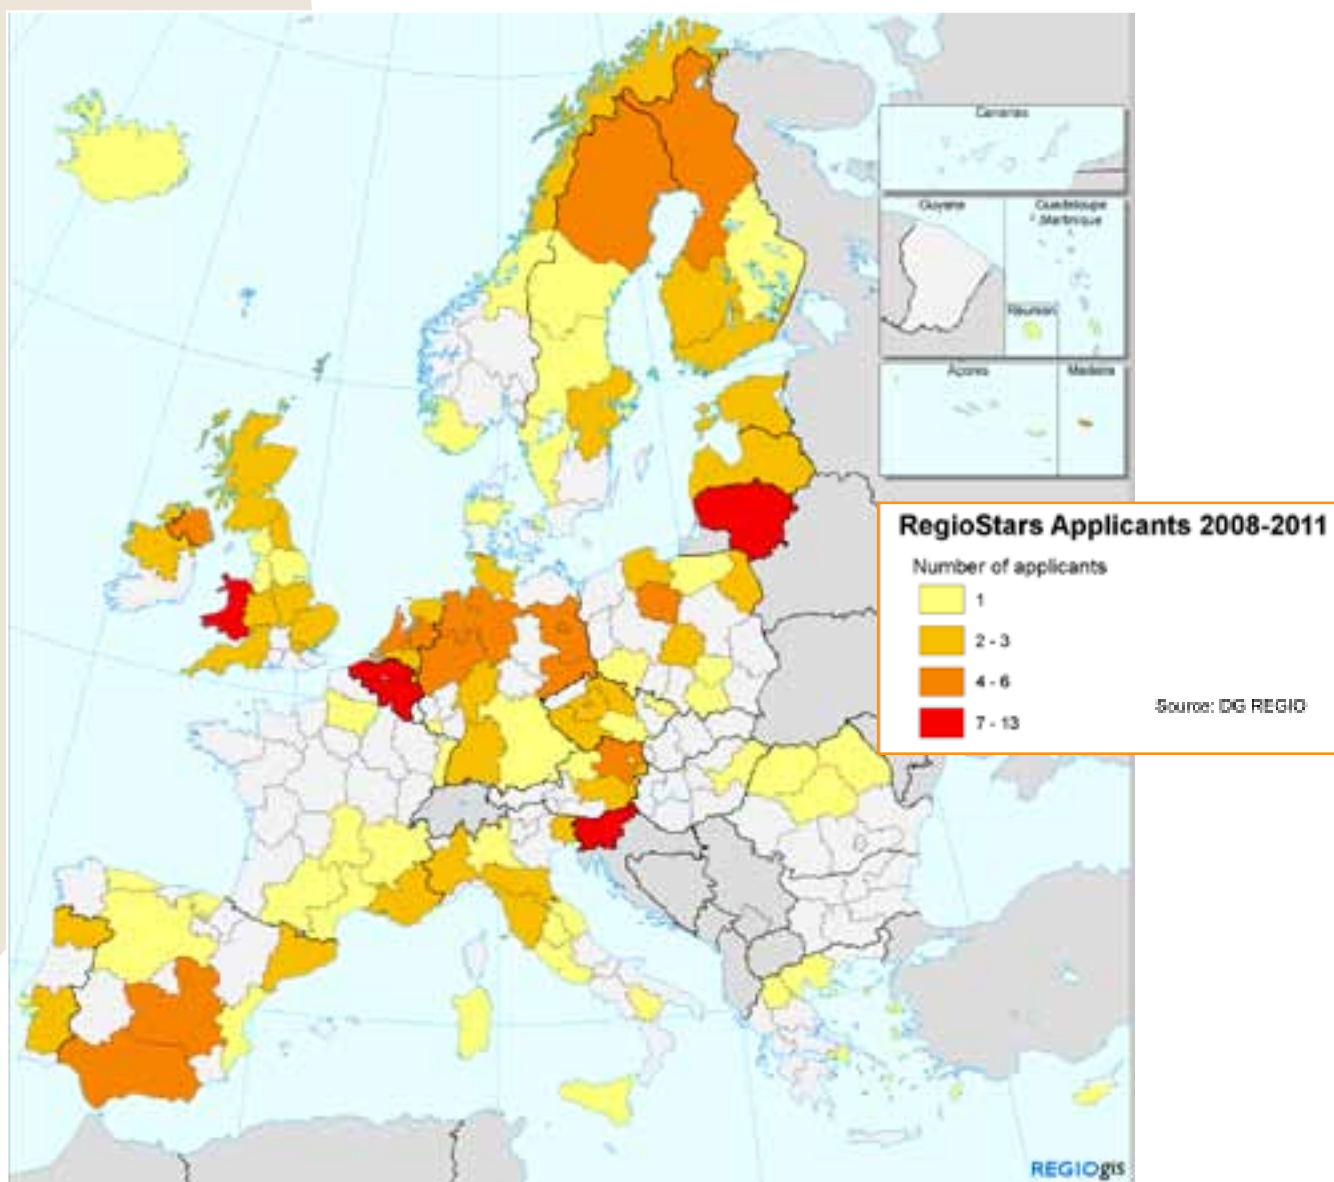 Canarias
Guyane
Guadeloupe
Martinique
Réunion
Açores
Madeira
RegioStars Applicants 2008-2011
Number of applicants
1
2 - 3
4 - 6
7 - 13
Source: DG REGIO
REGIOgis